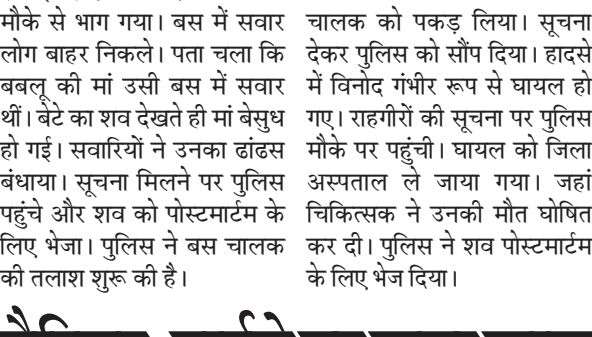 मौके से भाग गया। बस में सवार
लोग बाहर निकले। पता चला कि
बबलू की मां उसी बस में सवार
थीं। बेटे का शव देखते ही मां बेसुध
हो गई। सवारियों ने उनका ढांढस
बंधाया। सूचना मिलने पर पुलिस
पहुंचे और शव को पोस्टमार्टम के
लिए भेजा। पुलिस ने बस चालक
की तलाश शुरू की है।
चालक को पकड़ लिया। सूचना
देकर पुलिस को सौंप दिया। हादसे
में विनोद गंभीर रूप से घायल हो
गए। राहगीरों की सूचना पर पुलिस
मौके पर पहुंची। घायल को जिला
अस्पताल ले जाया गया। जहां
चिकित्सक ने उनकी मौत घोषित
कर दी। पुलिस ने शव पोस्टमार्टम
के लिए भेज दिया।